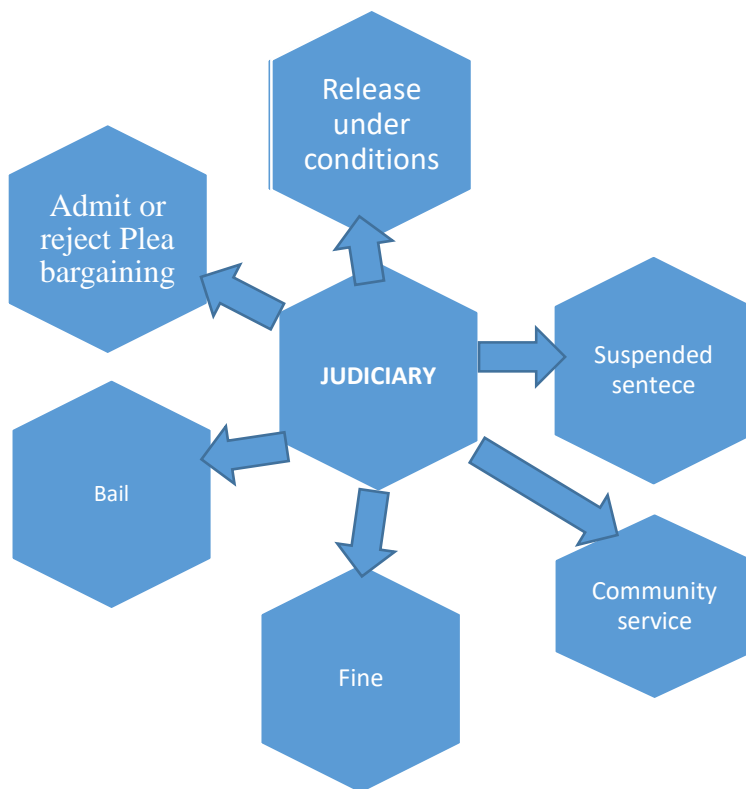 Release
under
conditions
Admit or
reject Plea
bargaining
JUDICIARY
Suspended
sentece
Bail
Community
service
Fine